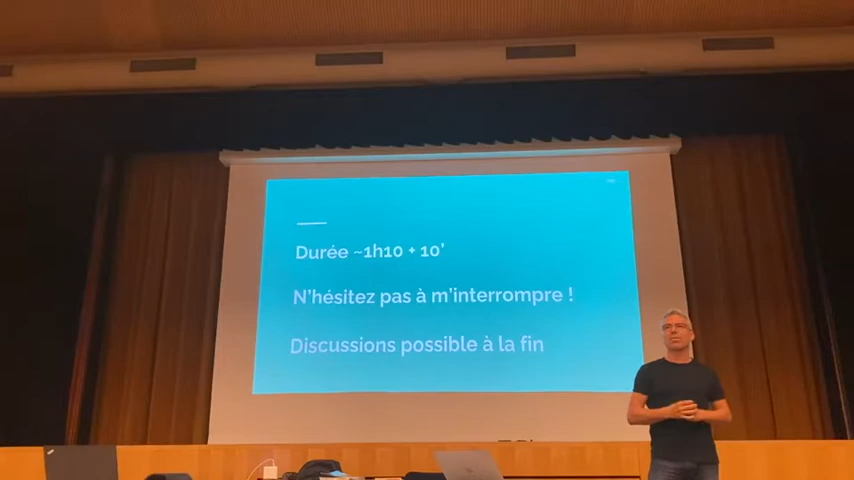 Durée ~1h10 + 10'
N'hésitez pas à m'interrompre !
Discussions possible à la fin